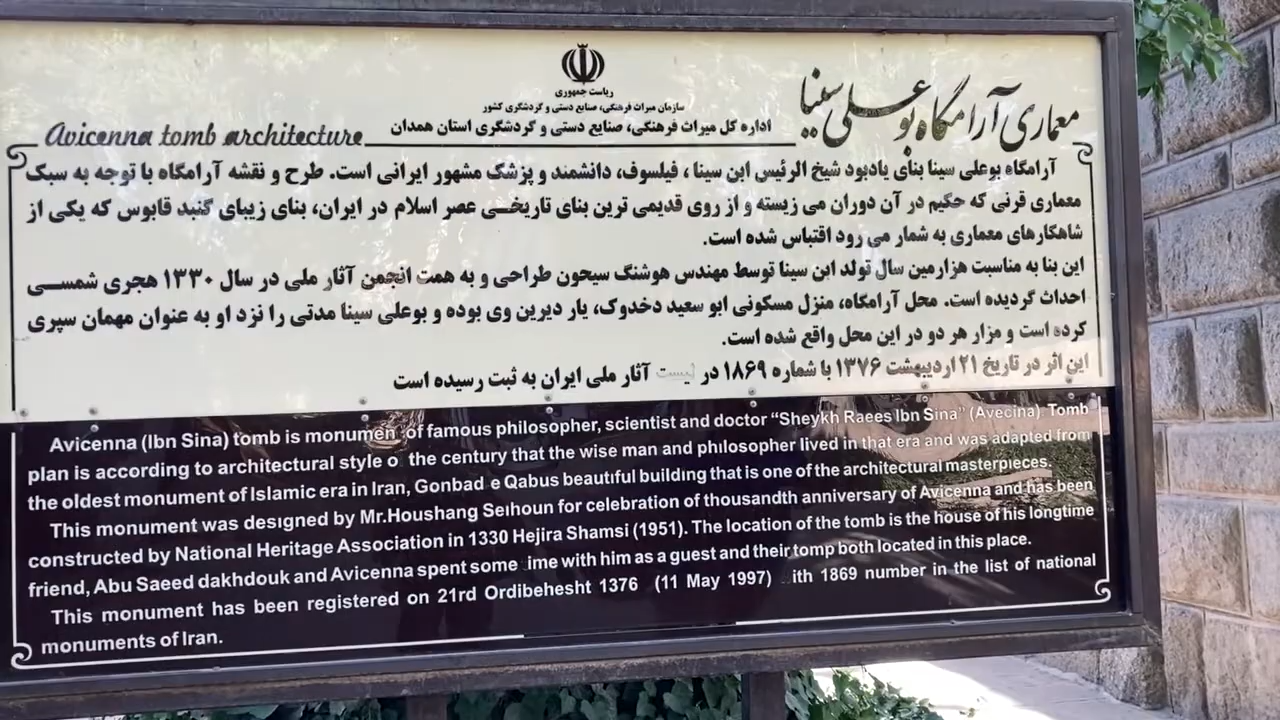 ریاست جمهوری
سازمان میراث فرهنگی، صنایع دستی و گردشگری کشور
اداره کل میراث فرهنگی، صنایع دستی و گردشگری استان همدان
معماری آرامگاه بوعلی سینا
Avicenna tomb architecture
آرامگاه بوعلی سینا بنای یادبود شیخ الرئیس ابن سینا ، فیلسوف، دانشمند و پزشک مشهور ایرانی است. طرح و نقشه آرامگاه با توجه به سبک
معماری قرنی که حکیم در آن دوران می زیسته و از روی قدیمی ترین بنای تاریخی عصر اسلام در ایران، بنای زیبای گنبد قابوس که یکی از
شاهکارهای معماری به شمار می رود اقتباس شده است.
این بنا به مناسبت هزارمین سال تولد ابن سینا توسط مهندس هوشنگ سیحون طراحی و به همت انجمن آثار ملی در سال ۱۳۳۰ هجری شمسی
احداث گردیده است. محل آرامگاه، منزل مسکونی ابو سعید دخدوک، یار دیرین وی بوده و بوعلی سینا مدتی را نزد او به عنوان مهمان سپری
کرده است و مزار هر دو در این محل واقع شده است.
این اثر در تاریخ ۲۱ اردیبهشت ۱۳۷۶ با شماره ۱۸۶۹ در لیست آثار ملی ایران به ثبت رسیده است
Avicenna (Ibn Sina) tomb is monumen of famous philosopher, scientist and doctor “Sheykh Raees Ibn Sina” (Avecina) Tomb
plan is according to architectural style o the century that the wise man and philosopher lived in that era and was adapted from
the oldest monument of Islamic era in Iran, Gonbad e Qabus beautiful building that is one of the architectural masterpieces.
This monument was designed by Mr.Houshang Seihoun for celebration of thousandth anniversary of Avicenna and has been
constructed by National Heritage Association in 1330 Hejira Shamsi (1951). The location of the tomb is the house of his longtime
friend, Abu Saeed dakhdouk and Avicenna spent some ime with him as a guest and their tomp both located in this place.
This monument has been registered on 21rd Ordibehesht 1376 (11 May 1997) ith 1869 number in the list of national
monuments of Iran.